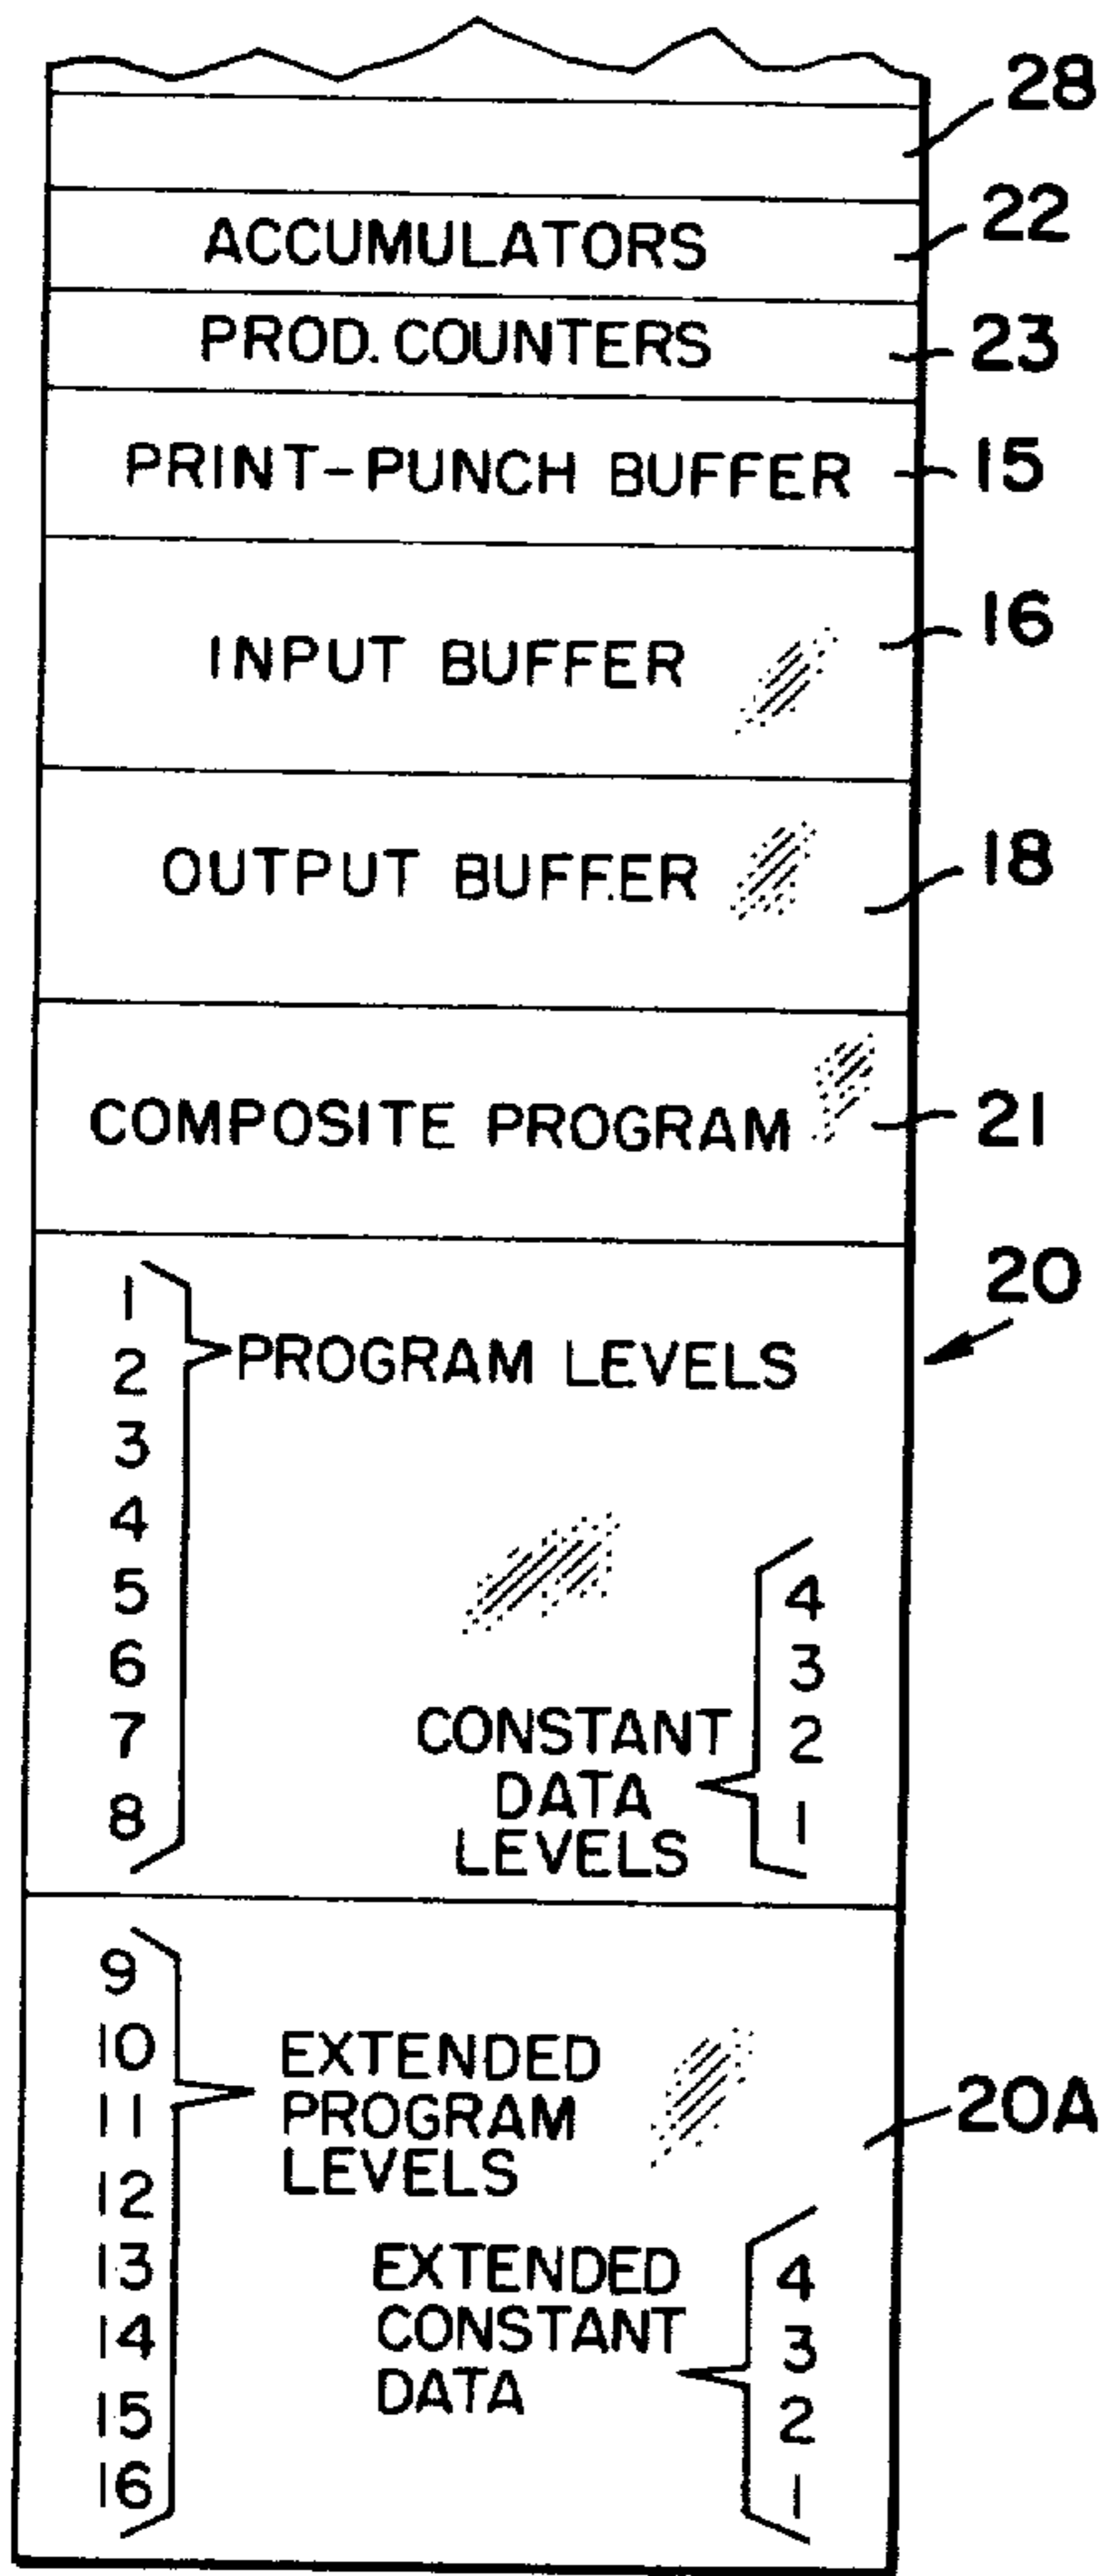 28
ACCUMULATORS 22
PROD. COUNTERS 23
PRINT-PUNCH BUFFER 15
INPUT BUFFER 16
OUTPUT BUFFER 18
COMPOSITE PROGRAM 21
20
1
2
3
4
5
6
7
8
PROGRAM LEVELS
CONSTANT
DATA
LEVELS
4
3
2
1
9
10
11
12
13
14
15
16
EXTENDED
PROGRAM
LEVELS
20A
EXTENDED
CONSTANT
DATA
4
3
2
1